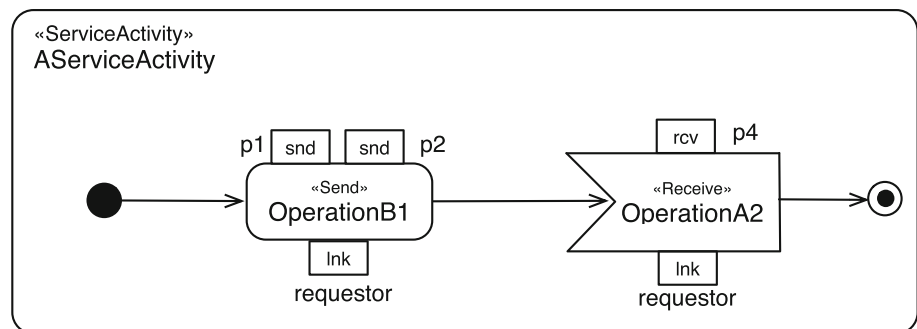 «ServiceActivity»
AServiceActivity
p1 snd snd p2
rcv p4
«Send»
OperationB1
«Receive»
OperationA2
lnk
requestor
lnk
requestor